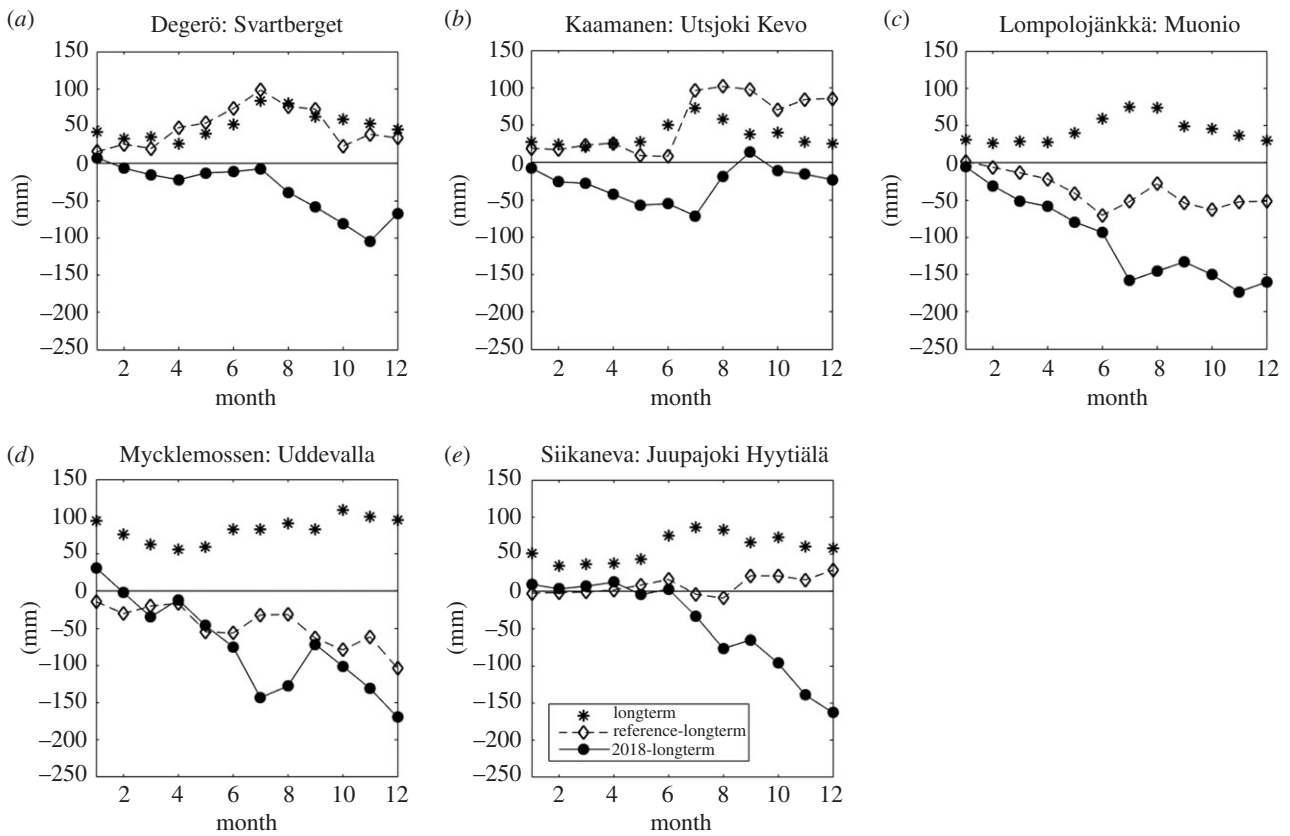 (a) Degerö: Svartberget
150
100
50
0
−50
−100
−150
−200
−250
(mm)
2 4 6 8 10 12
month
(b) Kaamanen: Utsjoki Kevo
150
100
50
0
−50
−100
−150
−200
−250
(mm)
2 4 6 8 10 12
month
(c) Lompolojänkkä: Muonio
150
100
50
0
−50
−100
−150
−200
−250
(mm)
2 4 6 8 10 12
month
(d) Mycklemossen: Uddevalla
150
100
50
0
−50
−100
−150
−200
−250
(mm)
2 4 6 8 10 12
month
(e) Siikaneva: Juupajoki Hyytiälä
150
100
50
0
−50
−100
−150
−200
−250
(mm)
longterm
reference-longterm
2018-longterm
2 4 6 8 10 12
month